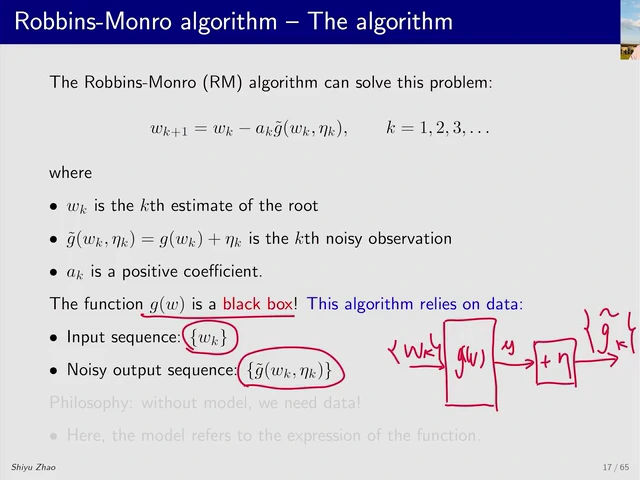 Robbins-Monro algorithm – The algorithm
The Robbins-Monro (RM) algorithm can solve this problem:
w_{k+1} = w_k − a_k g̃(w_k, η_k),  k = 1, 2, 3, . . .
where
• w_k is the kth estimate of the root
• g̃(w_k, η_k) = g(w_k) + η_k is the kth noisy observation
• a_k is a positive coefficient.
The function g(w) is a black box! This algorithm relies on data:
• Input sequence: {w_k}
• Noisy output sequence: {g̃(w_k, η_k)}
{w_k} g(w) y + η {g̃_k}
Philosophy: without model, we need data!
• Here, the model refers to the expression of the function.
Shiyu Zhao
17 / 65